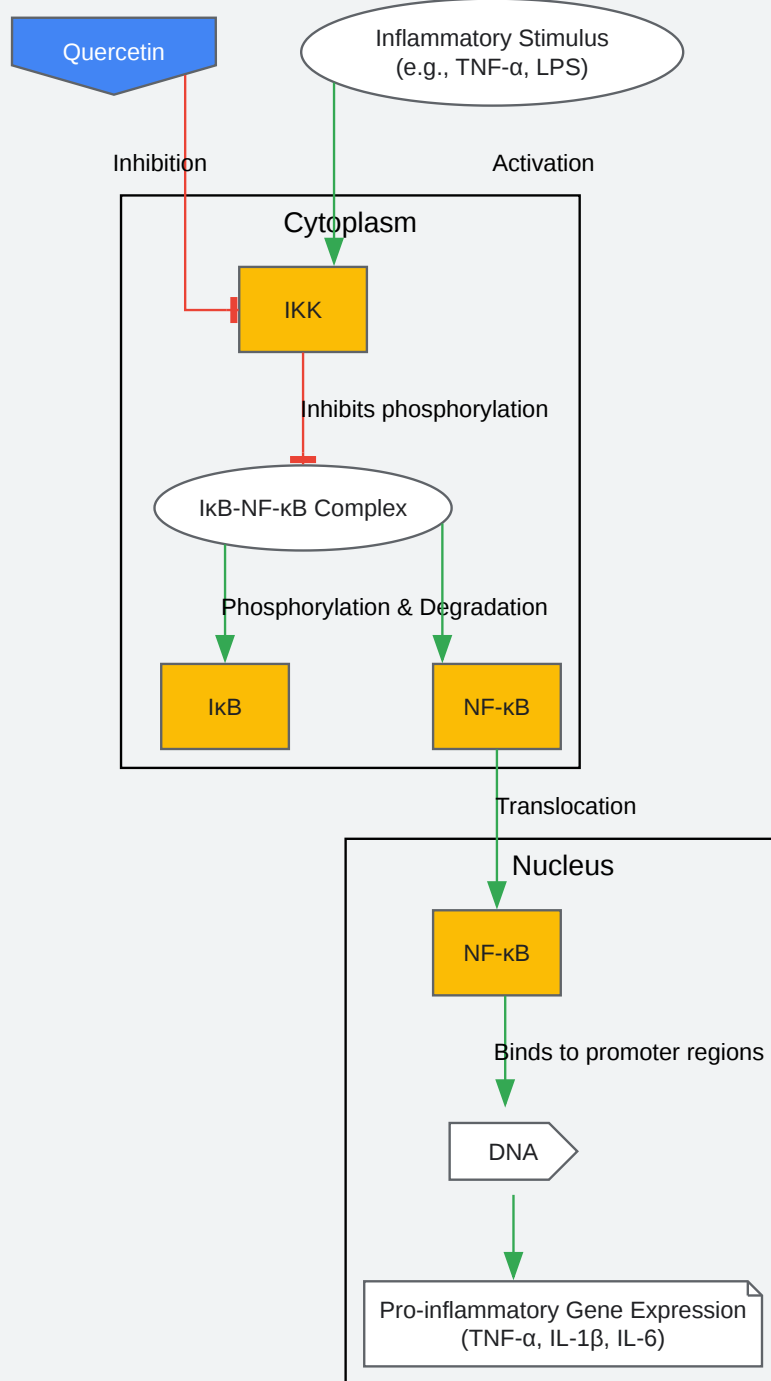 Quercetin
Inflammatory Stimulus
(e.g., TNF-α, LPS)
Inhibition
Activation
Cytoplasm
IKK
Inhibits phosphorylation
IκB-NF-κB Complex
Phosphorylation & Degradation
IκB
NF-κB
Translocation
Nucleus
NF-κB
Binds to promoter regions
DNA
Pro-inflammatory Gene Expression
(TNF-α, IL-1β, IL-6)